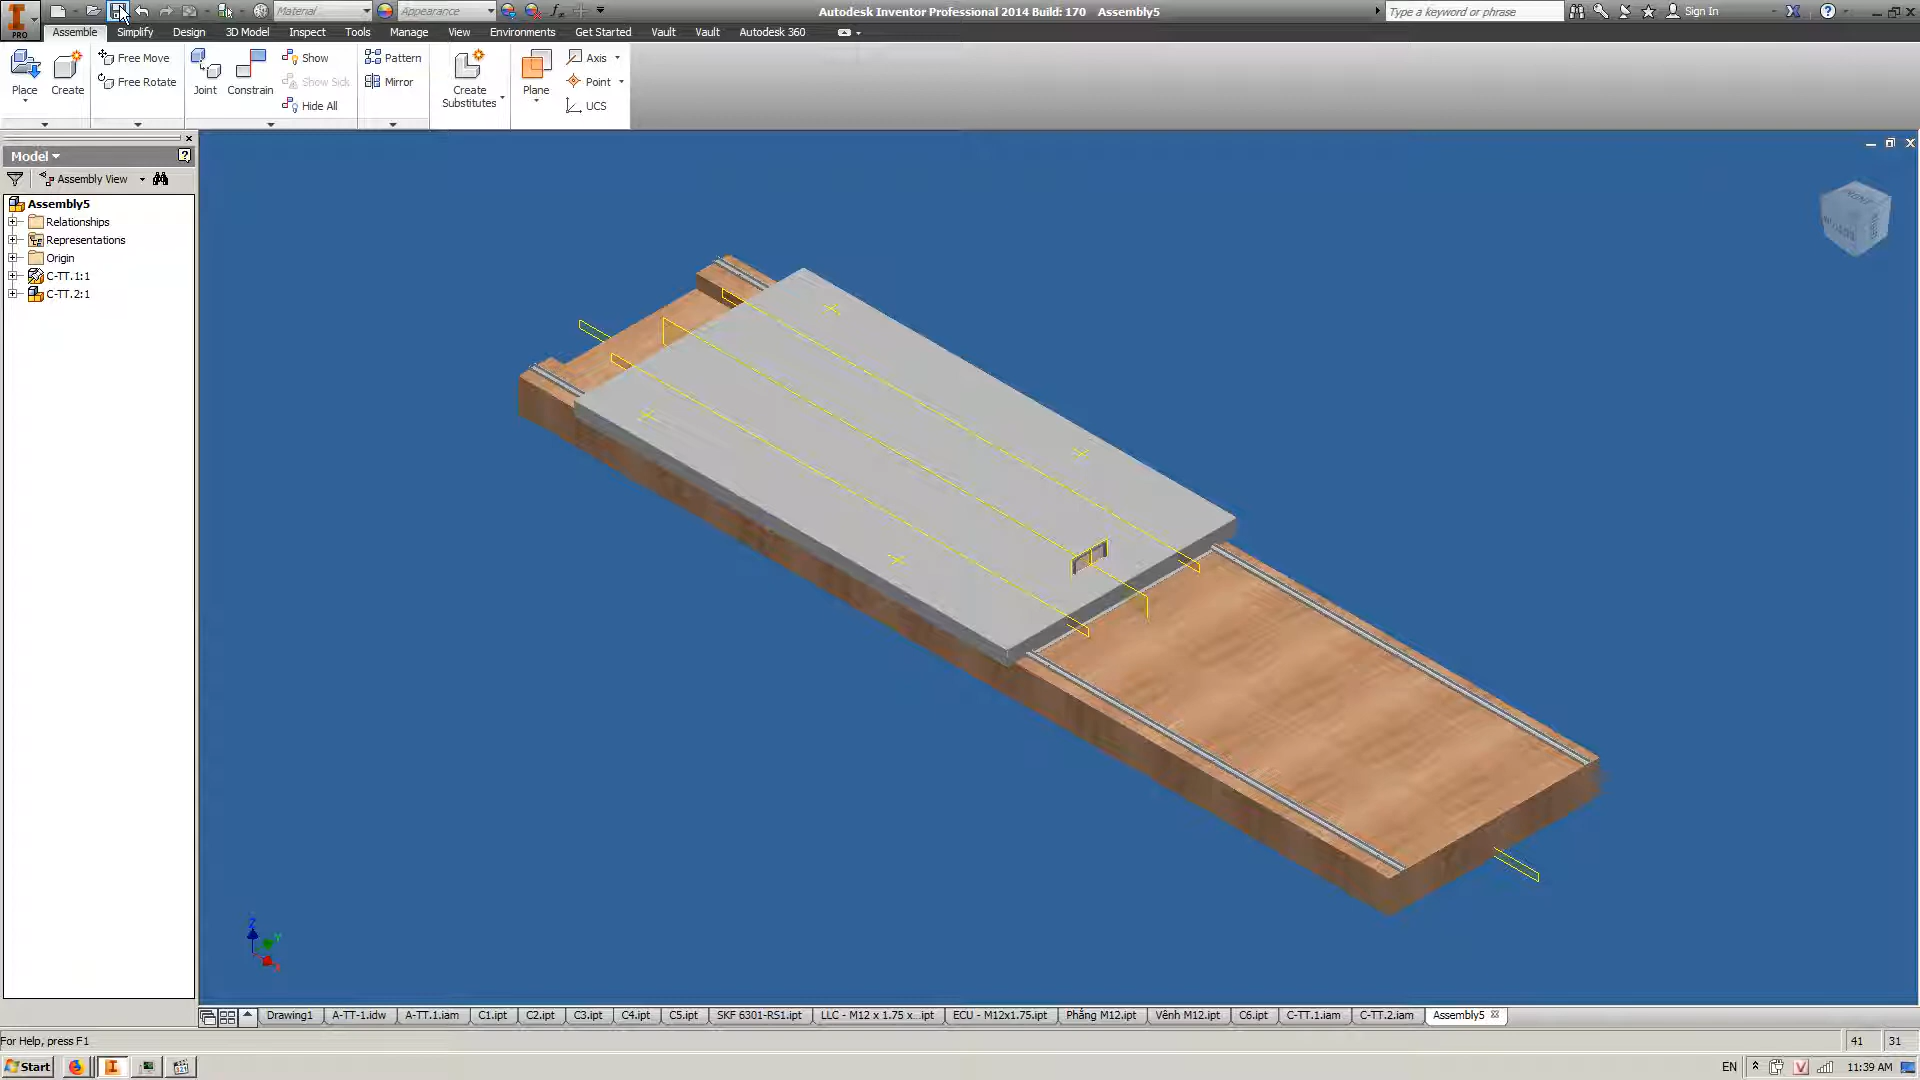 PRO
Material
Appearance
Autodesk Inventor Professional 2014 Build: 170 Assembly5
Type a keyword or phrase
Sign In
Assemble Simplify Design 3D Model Inspect Tools Manage View Environments Get Started Vault Vault Autodesk 360
Place
Create
Free Move
Free Rotate
Joint
Constrain
Show
Show Sick
Hide All
Pattern
Mirror
Create Substitutes
Plane
Axis
Point
UCS
Model
Assembly View
Assembly5
Relationships
Representations
Origin
C-TT.1:1
C-TT.2:1
Z
Drawing1 A-TT-1.idw A-TT.1.iam C1.ipt C2.ipt C3.ipt C4.ipt C5.ipt SKF 6301-RS1.ipt LLC - M12 x 1.75 x...ipt ECU - M12x1.75.ipt Phẳng M12.ipt Vênh M12.ipt C6.ipt C-TT.1.iam C-TT.2.iam Assembly5
For Help, press F1
41 31
Start
EN
11:39 AM